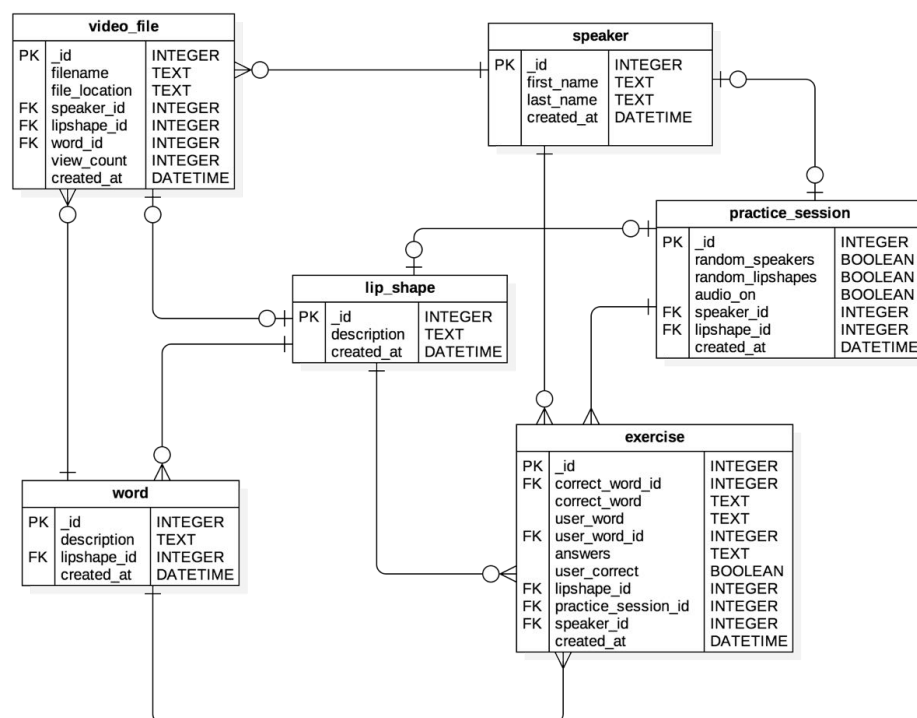 video_file
PK _id INTEGER
filename TEXT
file_location TEXT
FK speaker_id INTEGER
FK lipshape_id INTEGER
FK word_id INTEGER
view_count INTEGER
created_at DATETIME
speaker
PK _id INTEGER
first_name TEXT
last_name TEXT
created_at DATETIME
practice_session
PK _id INTEGER
random_speakers BOOLEAN
random_lipshapes BOOLEAN
audio_on BOOLEAN
FK speaker_id INTEGER
FK lipshape_id INTEGER
created_at DATETIME
lip_shape
PK _id INTEGER
description TEXT
created_at DATETIME
exercise
PK _id INTEGER
FK correct_word_id INTEGER
correct_word TEXT
user_word TEXT
FK user_word_id INTEGER
answers TEXT
user_correct BOOLEAN
FK lipshape_id INTEGER
FK practice_session_id INTEGER
FK speaker_id INTEGER
created_at DATETIME
word
PK _id INTEGER
description TEXT
FK lipshape_id INTEGER
created_at DATETIME